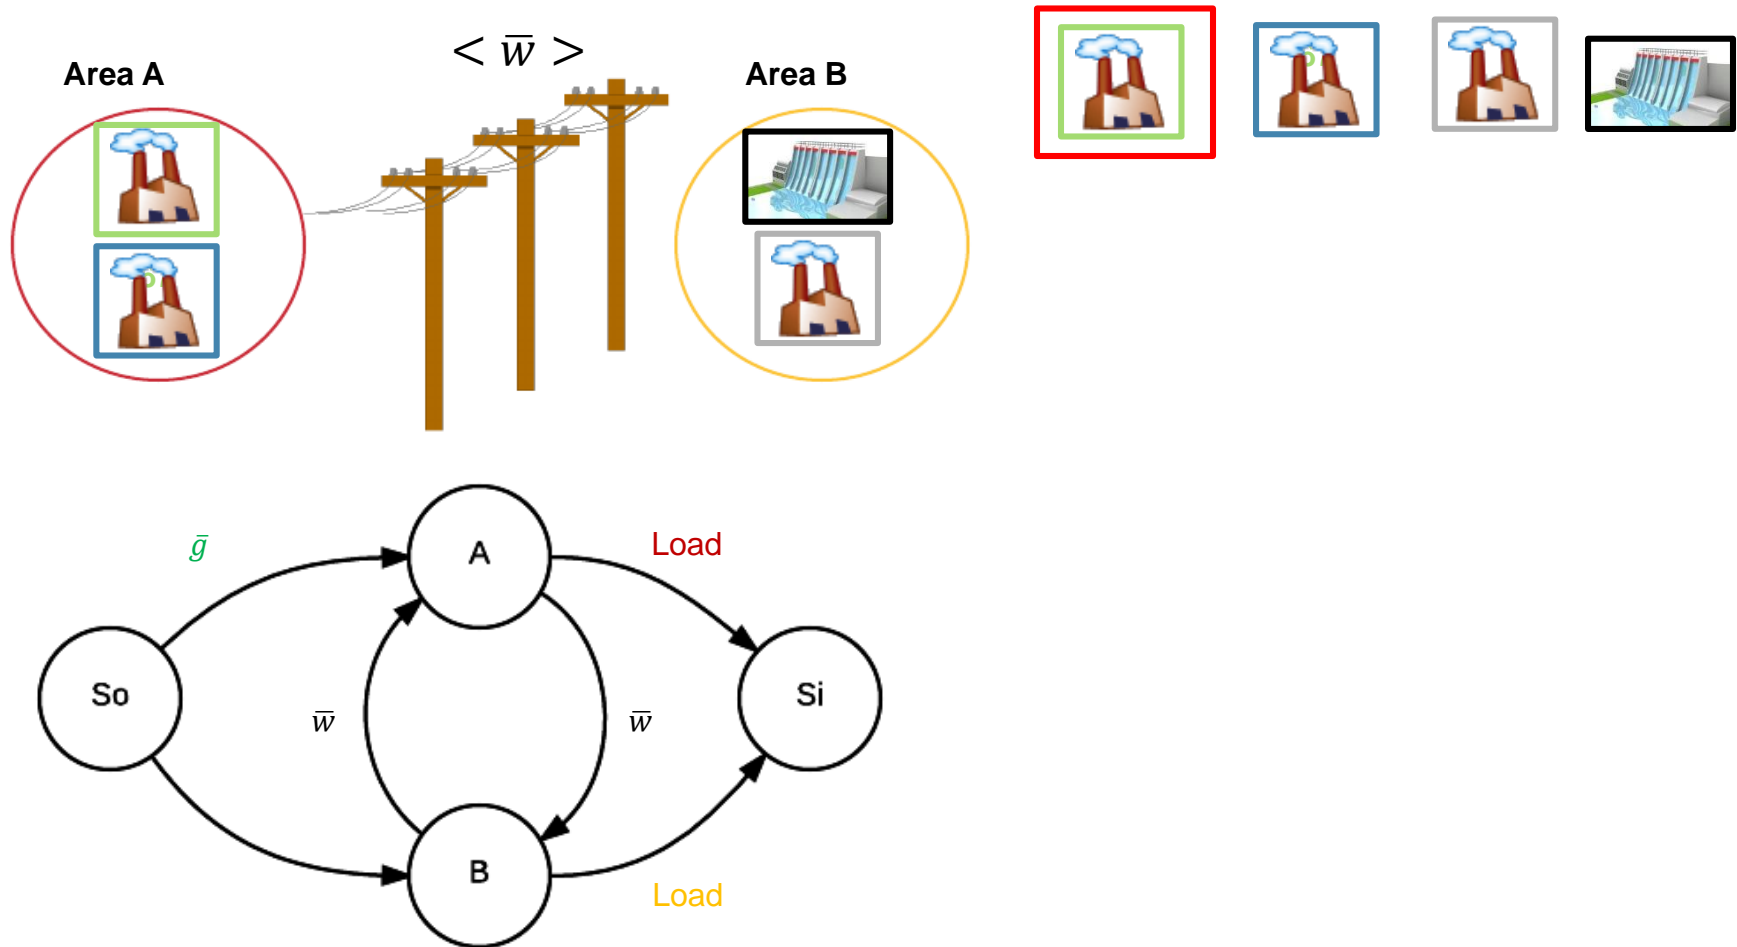 < w̅ >
Area A
Area B
g̅
Load
A
So
Si
w̅
w̅
B
Load